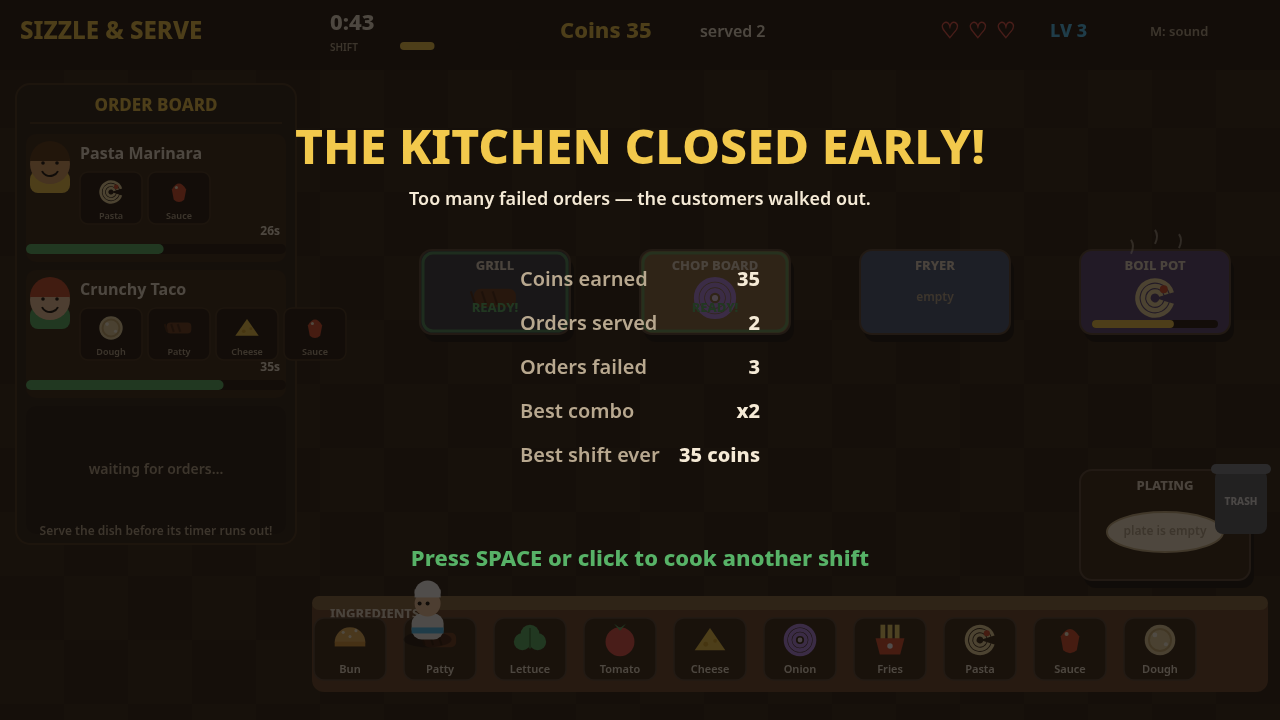 SIZZLE & SERVE
0:43
SHIFT
Coins 35
served 2
LV 3
M: sound
ORDER BOARD
Pasta Marinara
Pasta
Sauce
26s
Crunchy Taco
Dough
Patty
Cheese
Sauce
35s
waiting for orders...
Serve the dish before its timer runs out!
THE KITCHEN CLOSED EARLY!
Too many failed orders — the customers walked out.
GRILL
READY!
CHOP BOARD
FRYER
empty
BOIL POT
Coins earned 35
Orders served 2
Orders failed 3
Best combo x2
Best shift ever 35 coins
PLATING
plate is empty
TRASH
Press SPACE or click to cook another shift
INGREDIENTS
Bun
Patty
Lettuce
Tomato
Cheese
Onion
Fries
Pasta
Sauce
Dough